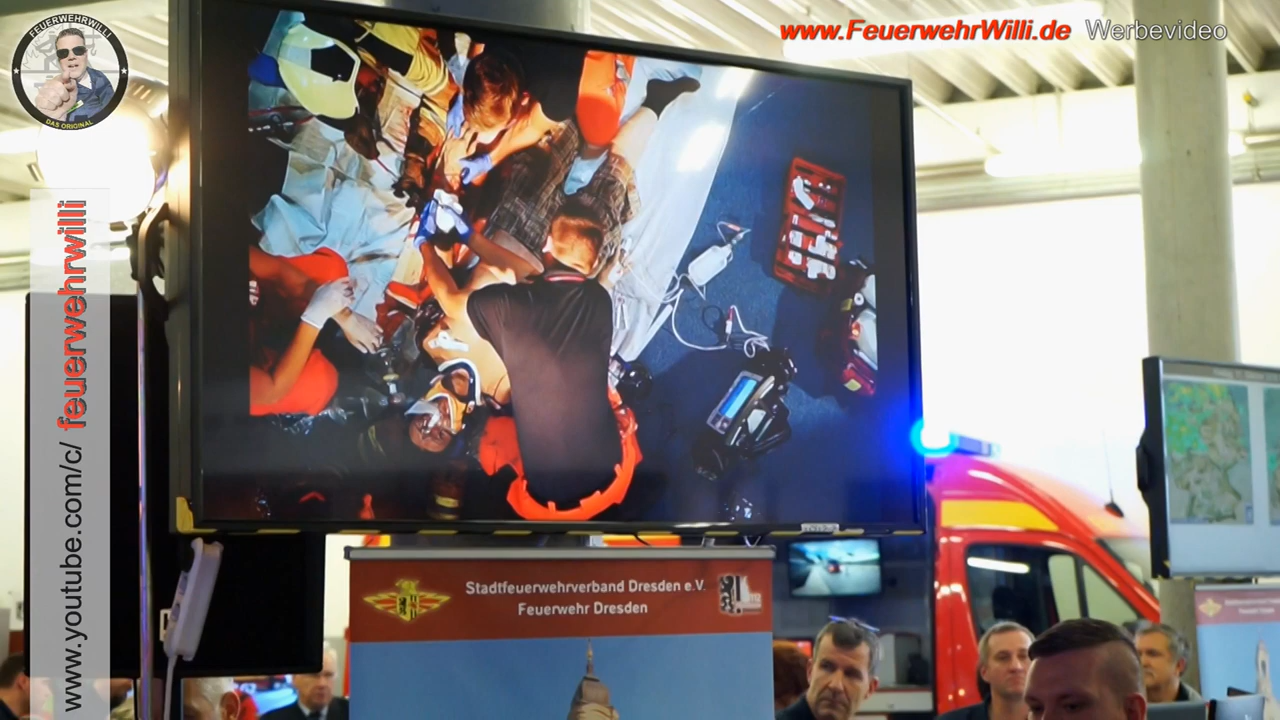 FEUERWEHRWILLI
DAS ORIGINAL
www.FeuerwehrWilli.de Werbevideo
www.youtube.com/c/ feuerwehrwilli
Stadtfeuerwehrverband Dresden e.V.
Feuerwehr Dresden